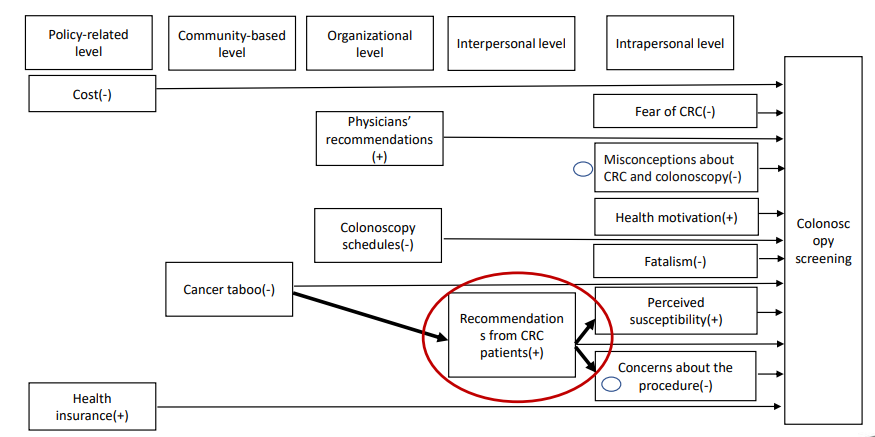 Policy-related
level
Community-based
level
Organizational
level
Interpersonal level
Intrapersonal level
Cost(-)
Physicians’
recommendations
(+)
Fear of CRC(-)
Misconceptions about
CRC and colonoscopy(-)
Colonoscopy
schedules(-)
Health motivation(+)
Fatalism(-)
Cancer taboo(-)
Recommendation
s from CRC
patients(+)
Perceived
susceptibility(+)
Concerns about the
procedure(-)
Health
insurance(+)
Colonosc
opy
screening